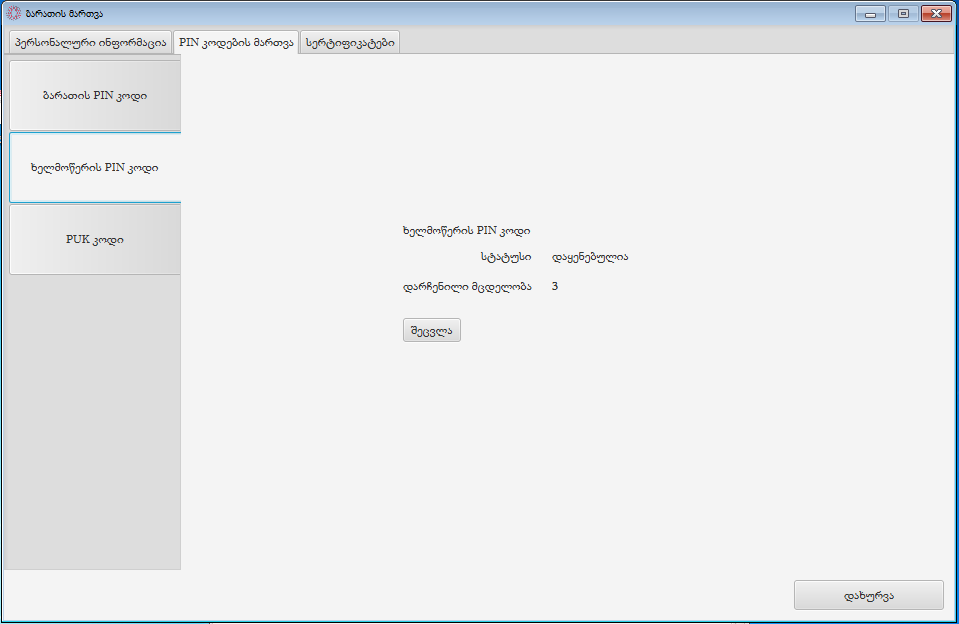 ბარათის მართვა
პერსონალური ინფორმაცია
PIN კოდების მართვა
სერტიფიკატები
ბარათის PIN კოდი
ხელმოწერის PIN კოდი
PUK კოდი
ხელმოწერის PIN კოდი
სტატუსი დაყენებულია
დარჩენილი მცდელობა 3
შეცვლა
დახურვა